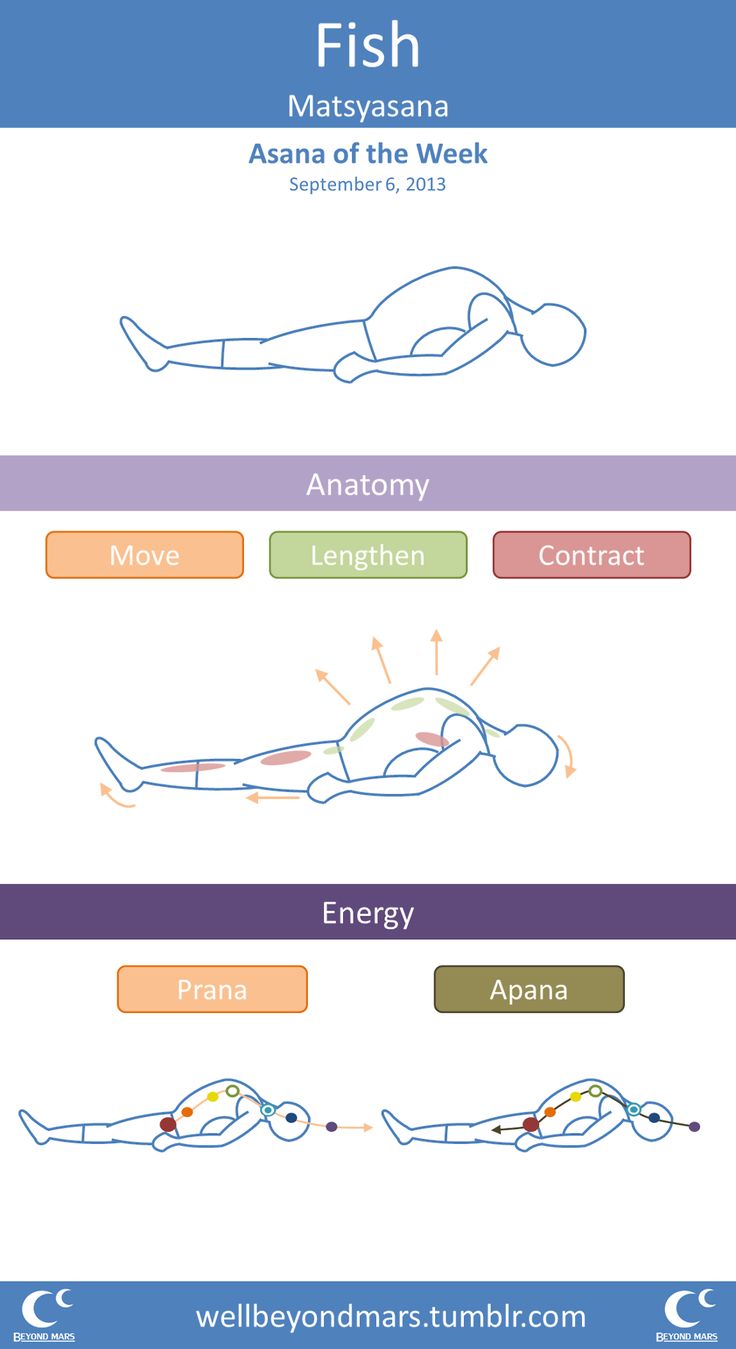 Fish
Matsyasana
Asana of the Week
September 6, 2013
Anatomy
Move
Lengthen
Contract
Energy
Prana
Apana
BEYOND MARS
wellbeyondmars.tumblr.com
BEYOND MARS